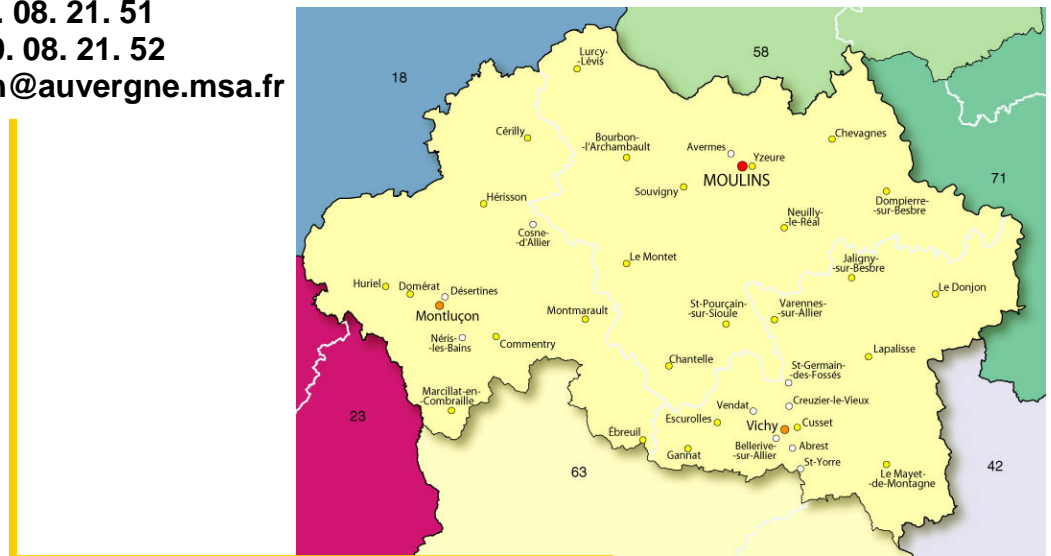 . 08. 21. 51
. 08. 21. 52
@auvergne.msa.fr
18
58
71
23
63
42
Lurcy-
-Lévis
Cérilly
Bourbon-
-l'Archambault
Avermes
Yzeure
MOULINS
Chevagnes
Souvigny
Hérisson
Dompierre-
-sur-Besbre
Neuilly-
-le-Réal
Cosne-
-d'Allier
Le Montet
Jaligny-
-sur-Besbre
Le Donjon
Huriel
Domérat
Désertines
Montluçon
Montmarault
St-Pourçain-
-sur-Sioule
Varennes-
-sur-Allier
Néris-
-les-Bains
Commentry
Lapalisse
Chantelle
St-Germain-
-des-Fossés
Marcillat-en-
-Combraille
Vendat
Creuzier-le-Vieux
Escurolles
Vichy
Cusset
Ébreuil
Bellerive-
-sur-Allier
Abrest
Gannat
St-Yorre
Le Mayet-
-de-Montagne